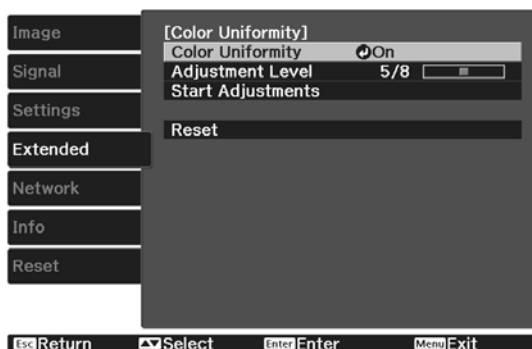 Image
Signal
Settings
Extended
Network
Info
Reset
[Color Uniformity]
Color Uniformity On
Adjustment Level 5/8
Start Adjustments
Reset
Esc Return Select Enter Enter Menu Exit